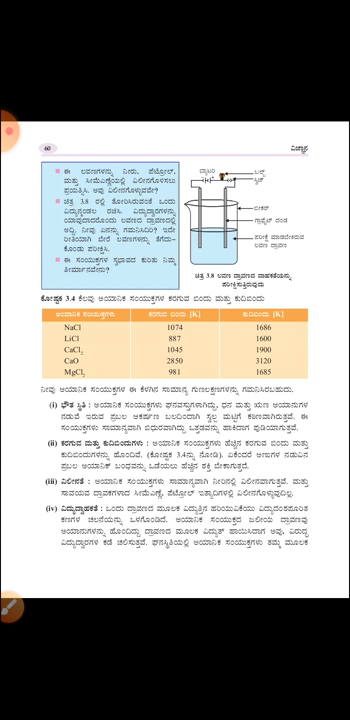 60
ವಿಜ್ಞಾನ
ಈ ಲವಣಗಳನ್ನು ನೀರು, ಪೆಟ್ರೋಲ್,
ಮತ್ತು ಸೀಮೆಎಣ್ಣೆಯಲ್ಲಿ ವಿಲೀನಗೊಳಿಸಲು
ಪ್ರಯತ್ನಿಸಿ. ಅವು ವಿಲೀನಗೊಳ್ಳುವವೇ?
ಚಿತ್ರ 3.8 ರಲ್ಲಿ ತೋರಿಸಿರುವಂತೆ ಒಂದು
ವಿದ್ಯುನ್ಮಂಡಲ ರಚಿಸಿ. ವಿದ್ಯುದ್ವಾರಗಳನ್ನು
ಯಾವುದಾದರೊಂದು ಲವಣದ ದ್ರಾವಣದಲ್ಲಿ
ಅದ್ದಿ. ನೀವು ಏನನ್ನು ಗಮನಿಸಿದಿರಿ? ಇದೇ
ರೀತಿಯಾಗಿ ಬೇರೆ ಲವಣಗಳನ್ನು ತೆಗೆದು-
ಕೊಂಡು ಪರೀಕ್ಷಿಸಿ.
ಈ ಸಂಯುಕ್ತಗಳ ಸ್ವಭಾವದ ಕುರಿತು ನಿಮ್ಮ
ತೀರ್ಮಾನವೇನು?
ಬ್ಯಾಟರಿ
ಬಲ್ಬ್
ಸ್ವಿಚ್
ಬೀಕರ್
ಗ್ರಾಫೈಟ್ ದಂಡ
ಪರೀಕ್ಷೆ ಮಾಡಬೇಕಿರುವ
ಲವಣ ದ್ರಾವಣ
ಚಿತ್ರ 3.8 ಲವಣ ದ್ರಾವಣದ ವಾಹಕತೆಯನ್ನು
ಪರೀಕ್ಷಿಸುತ್ತಿರುವುದು
ಕೋಷ್ಟಕ 3.4 ಕೆಲವು ಅಯಾನಿಕ ಸಂಯುಕ್ತಗಳ ಕರಗುವ ಬಿಂದು ಮತ್ತು ಕುದಿಬಿಂದು
ಅಯಾನಿಕ ಸಂಯುಕ್ತಗಳು ಕರಗುವ ಬಿಂದು [K] ಕುದಿಬಿಂದು [K]
NaCl 1074 1686
LiCl 887 1600
CaCl₂ 1045 1900
CaO 2850 3120
MgCl₂ 981 1685
ನೀವು ಅಯಾನಿಕ ಸಂಯುಕ್ತಗಳ ಈ ಕೆಳಗಿನ ಸಾಮಾನ್ಯ ಗುಣಲಕ್ಷಣಗಳನ್ನು ಗಮನಿಸಿರಬಹುದು.
(i) ಭೌತ ಸ್ಥಿತಿ : ಅಯಾನಿಕ ಸಂಯುಕ್ತಗಳು ಘನವಸ್ತುಗಳಾಗಿದ್ದು, ಧನ ಮತ್ತು ಋಣ ಅಯಾನುಗಳ
ನಡುವೆ ಇರುವ ಪ್ರಬಲ ಆಕರ್ಷಣ ಬಲದಿಂದಾಗಿ ಸ್ವಲ್ಪ ಮಟ್ಟಿಗೆ ಕಠಿಣವಾಗಿರುತ್ತವೆ. ಈ
ಸಂಯುಕ್ತಗಳು ಸಾಮಾನ್ಯವಾಗಿ ಬಿಧುರವಾಗಿದ್ದು ಒತ್ತಡವನ್ನು ಹಾಕಿದಾಗ ಪುಡಿಯಾಗುತ್ತವೆ.
(ii) ಕರಗುವ ಮತ್ತು ಕುದಿಬಿಂದುಗಳು : ಅಯಾನಿಕ ಸಂಯುಕ್ತಗಳು ಹೆಚ್ಚಿನ ಕರಗುವ ಬಿಂದು ಮತ್ತು
ಕುದಿಬಿಂದುಗಳನ್ನು ಹೊಂದಿವೆ. (ಕೋಷ್ಟಕ 3.4ನ್ನು ನೋಡಿ). ಏಕೆಂದರೆ ಅಣುಗಳ ನಡುವಿನ
ಪ್ರಬಲ ಅಯಾನಿಕ್ ಬಂಧವನ್ನು ಒಡೆಯಲು ಹೆಚ್ಚಿನ ಶಕ್ತಿ ಬೇಕಾಗುತ್ತದೆ.
(iii) ವಿಲೀನತೆ : ಅಯಾನಿಕ ಸಂಯುಕ್ತಗಳು ಸಾಮಾನ್ಯವಾಗಿ ನೀರಿನಲ್ಲಿ ವಿಲೀನವಾಗುತ್ತವೆ. ಮತ್ತು
ಸಾವಯವ ದ್ರಾವಕಗಳಾದ ಸೀಮೆಎಣ್ಣೆ, ಪೆಟ್ರೋಲ್ ಇತ್ಯಾದಿಗಳಲ್ಲಿ ವಿಲೀನಗೊಳ್ಳುವುದಿಲ್ಲ.
(iv) ವಿದ್ಯುದ್ವಾಹಕತೆ : ಒಂದು ದ್ರಾವಣದ ಮೂಲಕ ವಿದ್ಯುತ್ತಿನ ಹರಿಯುವಿಕೆಯು ವಿದ್ಯುದಂಶಪೂರಿತ
ಕಣಗಳ ಚಲನೆಯನ್ನು ಒಳಗೊಂಡಿದೆ. ಅಯಾನಿಕ ಸಂಯುಕ್ತದ ಜಲೀಯ ದ್ರಾವಣವು
ಅಯಾನುಗಳನ್ನು ಹೊಂದಿದ್ದು ದ್ರಾವಣದ ಮೂಲಕ ವಿದ್ಯುತ್ ಹಾಯಿಸಿದಾಗ ಅವು, ವಿರುದ್ಧ
ವಿದ್ಯುದ್ವಾರಗಳ ಕಡೆ ಚಲಿಸುತ್ತವೆ. ಘನಸ್ಥಿತಿಯಲ್ಲಿ ಅಯಾನಿಕ ಸಂಯುಕ್ತಗಳು ತಮ್ಮ ಮೂಲಕ